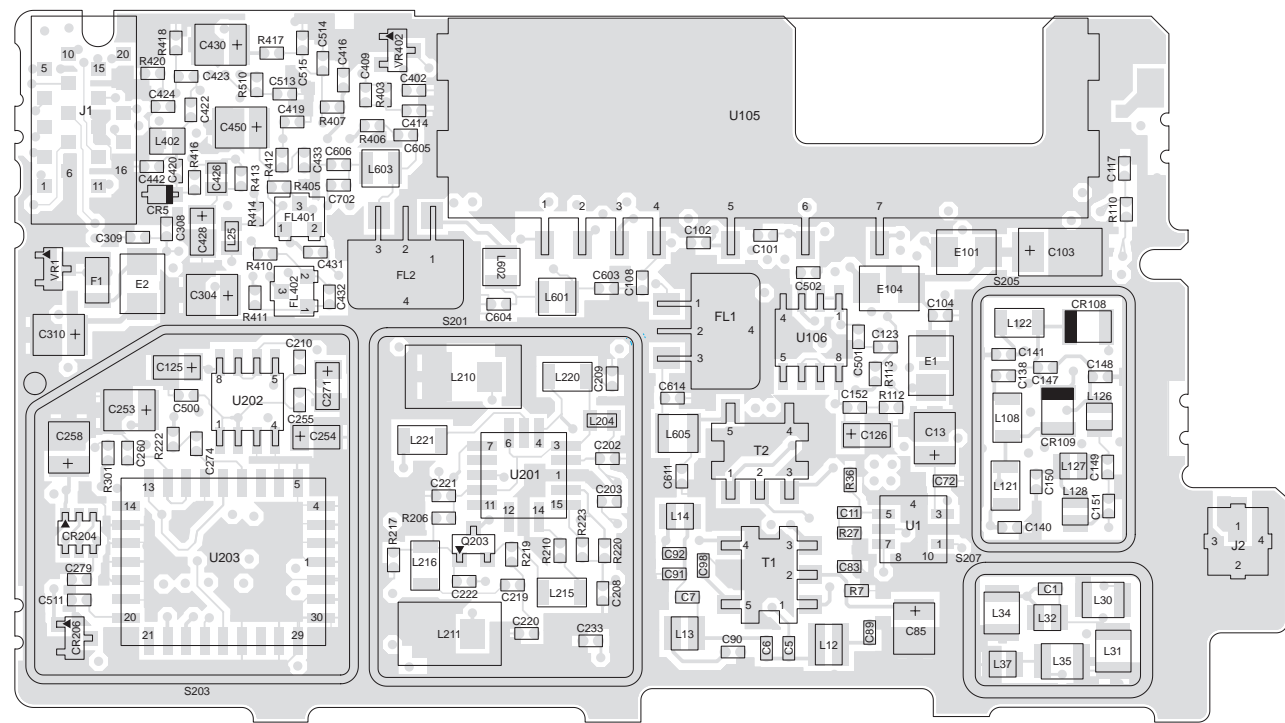 R418
C430
+
R417
C515
C514
C416
C409
VR402
C402
R403
C414
C605
10
20
5
15
R420
C423
R510
C513
J1
C424
C422
C450
+
C419
R407
R406
U105
L402
R416
R412
C433
C606
L603
1
6
11
16
C442
C420
C426
R413
R405
C702
CR5
C117
R110
C309
C308
C428
+
L25
R414
3
FL401
1
2
3
2
1
FL2
4
1
2
3
4
5
6
7
C102
C101
E101
+
C103
VR1
F1
E2
C304
+
R410
R411
2
3
FL402
1
C431
C432
L602
L601
C603
C108
C604
C502
E104
C104
S205
C310
+
S201
1
2
3
FL1
4
4
1
U106
5
8
C501
C123
R113
E1
L122
CR108
C141
C138
C147
C148
C125
+
C210
8
5
U202
1
4
C271
+
C255
C500
L210
L220
C209
C614
C152
R112
L108
CR109
L126
C253
+
C258
+
R301
C260
R222
C274
+
C254
L221
L204
L605
5
4
T2
1
2
3
+
C126
C13
+
7
6
4
3
U201
1
11
12
14
15
C202
C203
C611
R36
C72
L121
C150
L127
L128
C149
C151
C140
13
5
14
4
U203
1
20
30
21
29
C221
R206
R217
L216
Q203
C222
R219
C219
R210
R223
R220
L215
C208
L14
C11
R27
5
4
3
U1
7
8
10
1
S207
1
3
4
J2
2
CR204
C279
C511
CR206
C92
C91
C98
4
3
T1
2
5
1
C83
R7
C7
L13
C90
C6
C5
L12
C89
+
C85
L211
C220
C233
C1
L34
L32
L30
L37
L35
L31
S203